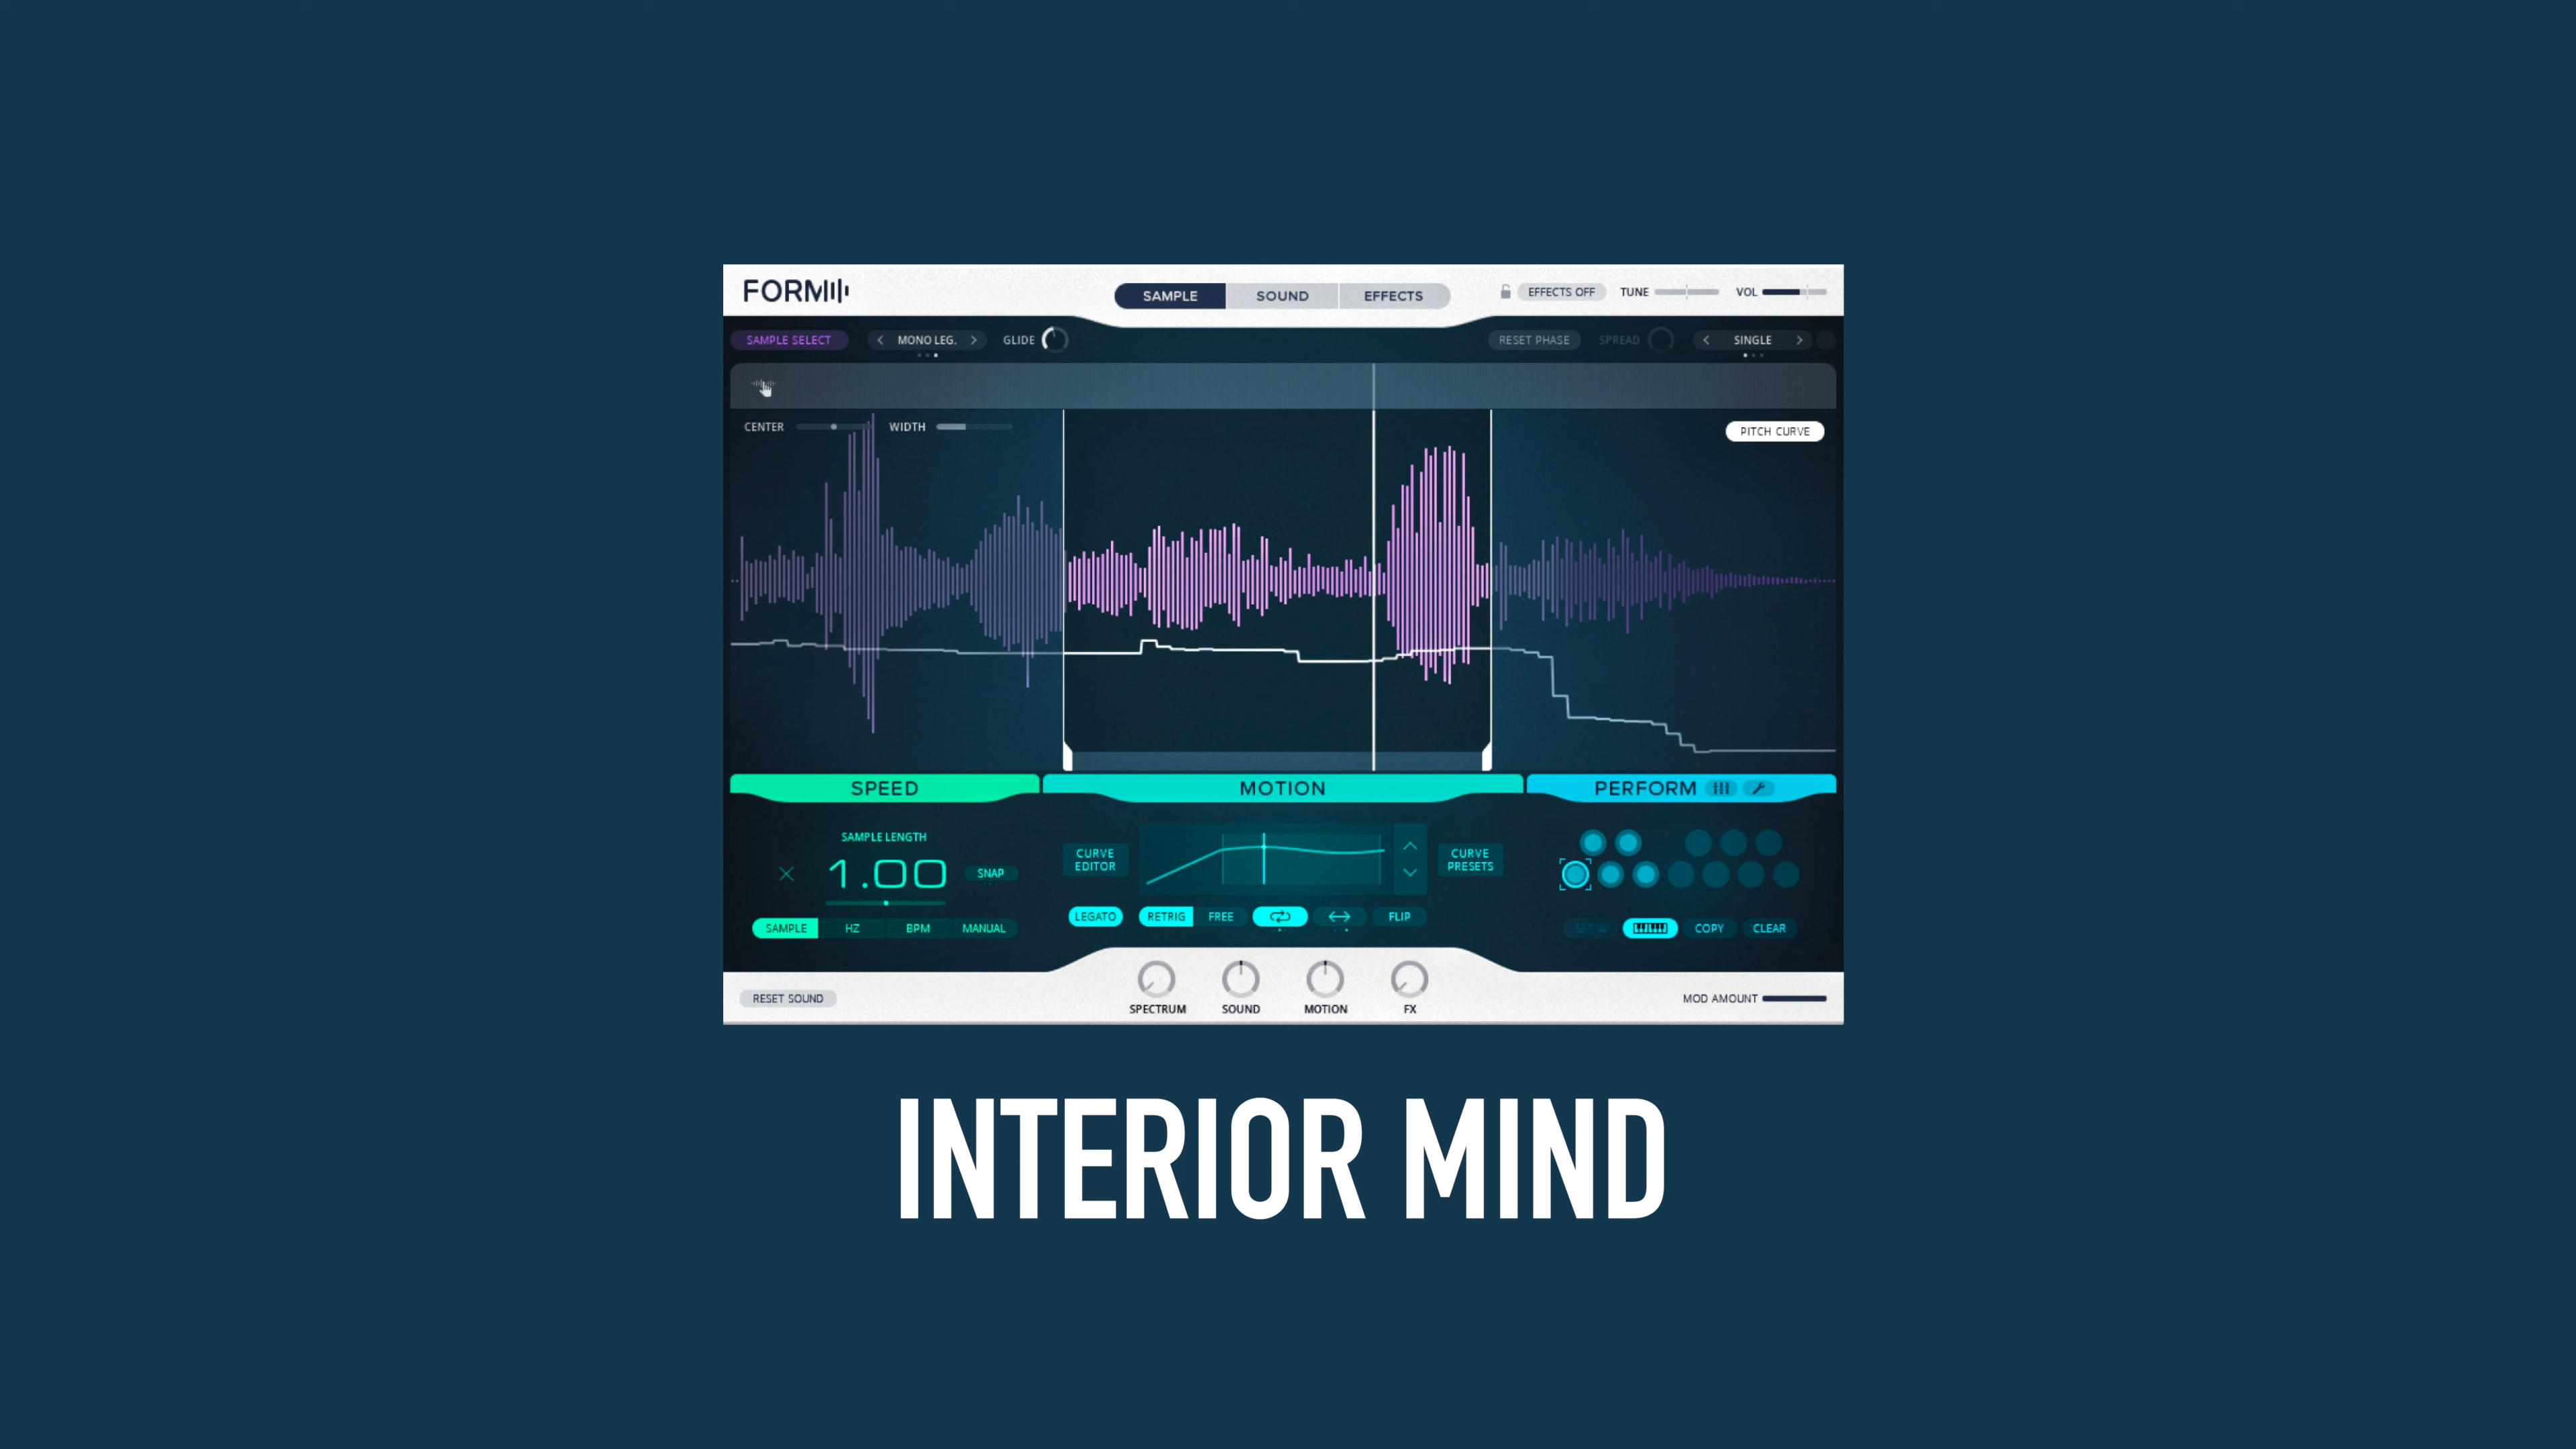 FORM
SAMPLE SOUND EFFECTS
EFFECTS OFF TUNE VOL
SAMPLE SELECT MONO LEG. GLIDE RESET PHASE SPREAD SINGLE
CENTER WIDTH PITCH CURVE
SPEED MOTION PERFORM
SAMPLE LENGTH
1.00
SNAP
SAMPLE HZ BPM MANUAL
CURVE
EDITOR
CURVE
PRESETS
LEGATO RETRIG FREE FLIP
COPY CLEAR
RESET SOUND
SPECTRUM SOUND MOTION FX
MOD AMOUNT
INTERIOR MIND